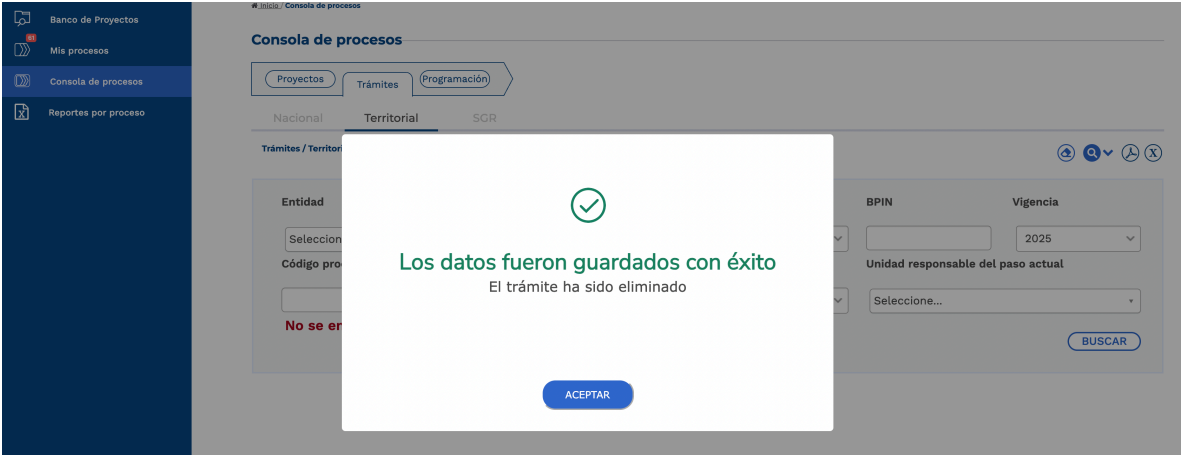 Banco de Proyectos
51
Mis procesos
Consola de procesos
Reportes por proceso
Inicio / Consola de procesos
Consola de procesos
Proyectos
Trámites
Programación
Nacional
Territorial
SGR
Trámites / Territori
Entidad
BPIN
Vigencia
Seleccion
2025
Código pro
Unidad responsable del paso actual
Seleccione...
No se en
BUSCAR
Los datos fueron guardados con éxito
El trámite ha sido eliminado
ACEPTAR